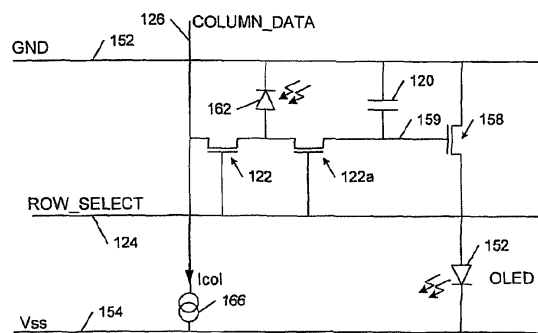 126
COLUMN_DATA
152
GND
120
162
159
158
122
122a
ROW_SELECT
124
152
Icol
OLED
154
166
Vss